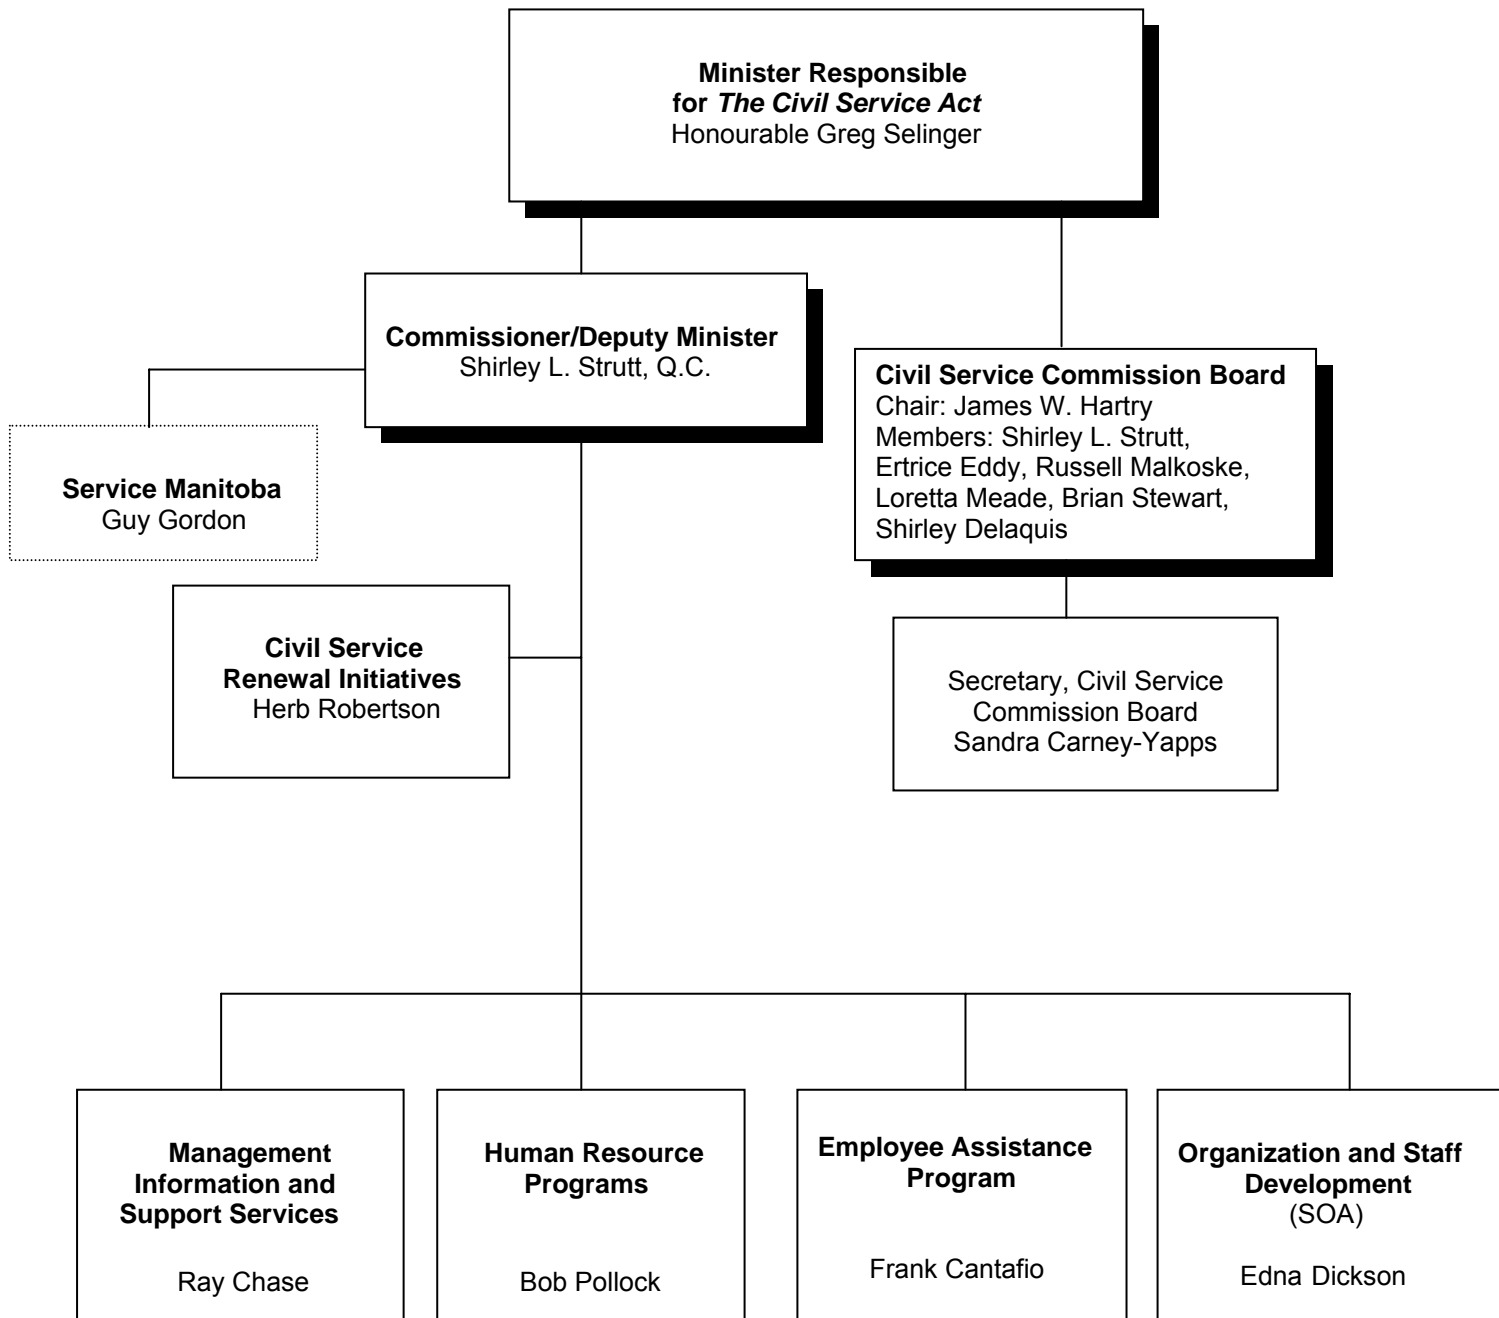 Minister Responsible
for The Civil Service Act
Honourable Greg Selinger
Commissioner/Deputy Minister
Shirley L. Strutt, Q.C.
Civil Service Commission Board
Chair: James W. Hartry
Members: Shirley L. Strutt,
Ertrice Eddy, Russell Malkoske,
Loretta Meade, Brian Stewart,
Shirley Delaquis
Service Manitoba
Guy Gordon
Civil Service
Renewal Initiatives
Herb Robertson
Secretary, Civil Service
Commission Board
Sandra Carney-Yapps
Management
Information and
Support Services
Ray Chase
Human Resource
Programs
Bob Pollock
Employee Assistance
Program
Frank Cantafio
Organization and Staff
Development
(SOA)
Edna Dickson